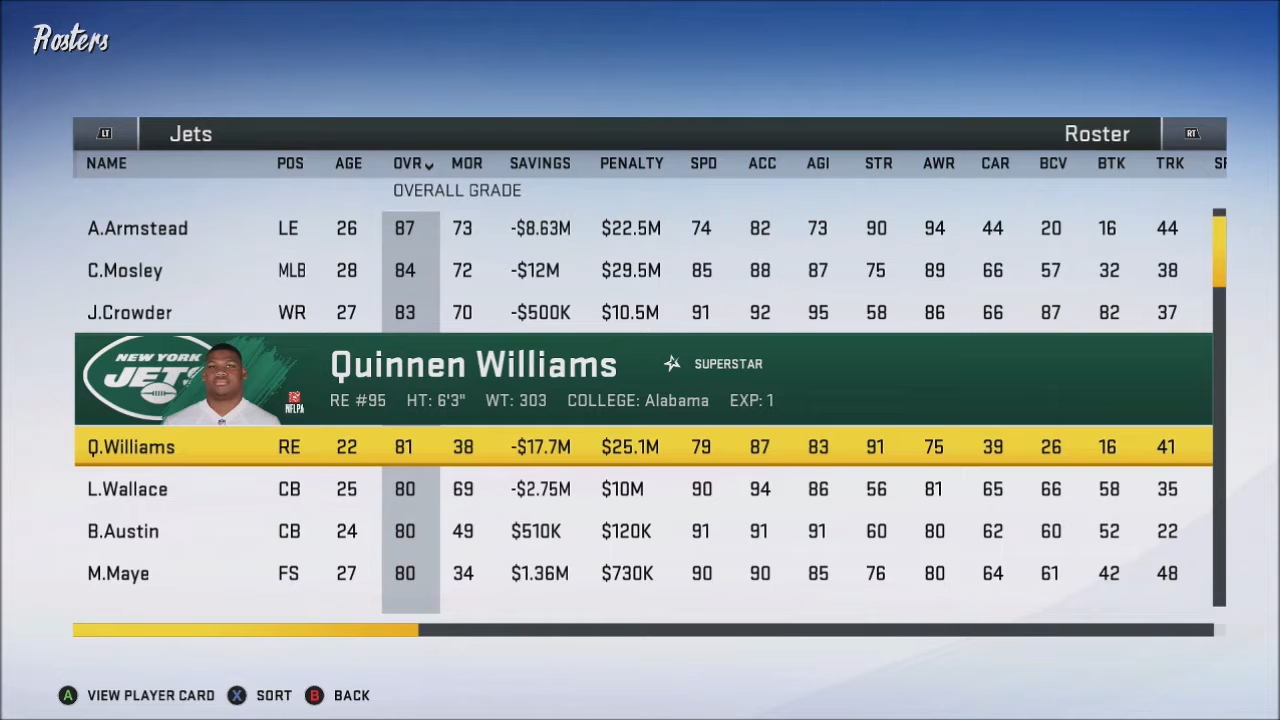 Rosters
LT Jets Roster RT
NAME POS AGE OVR MOR SAVINGS PENALTY SPD ACC AGI STR AWR CAR BCV BTK TRK
OVERALL GRADE
A.Armstead LE 26 87 73 -$8.63M $22.5M 74 82 73 90 94 44 20 16 44
C.Mosley MLB 28 84 72 -$12M $29.5M 85 88 87 75 89 66 57 32 38
J.Crowder WR 27 83 70 -$500K $10.5M 91 92 95 58 86 66 87 82 37
NEW YORK
JETS
NFLPA
Quinnen Williams SUPERSTAR
RE #95 HT: 6'3" WT: 303 COLLEGE: Alabama EXP: 1
Q.Williams RE 22 81 38 -$17.7M $25.1M 79 87 83 91 75 39 26 16 41
L.Wallace CB 25 80 69 -$2.75M $10M 90 94 86 56 81 65 66 58 35
B.Austin CB 24 80 49 $510K $120K 91 91 91 60 80 62 60 52 22
M.Maye FS 27 80 34 $1.36M $730K 90 90 85 76 80 64 61 42 48
A VIEW PLAYER CARD X SORT B BACK